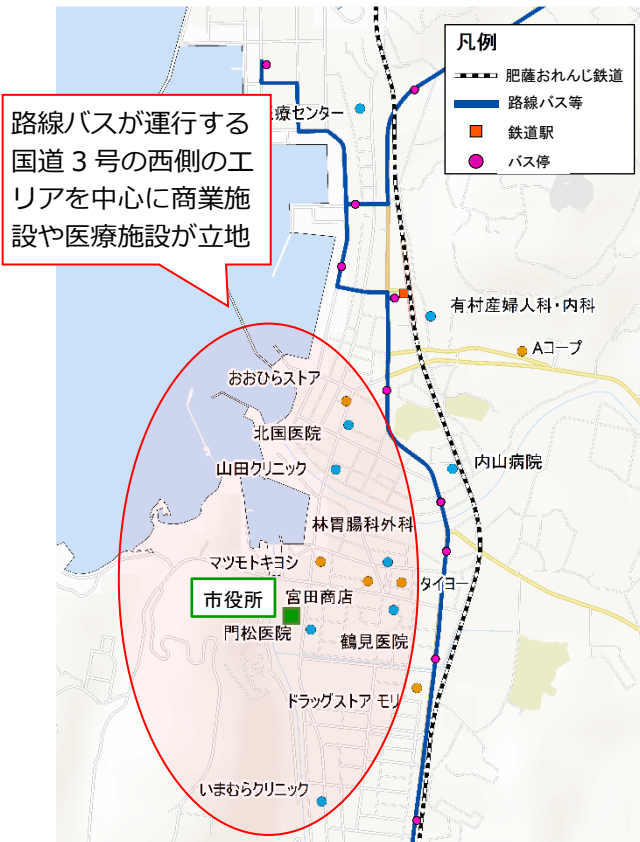 凡例
肥薩おれんじ鉄道
路線バス等
鉄道駅
バス停
路線バスが運行する
国道３号の西側のエ
リアを中心に商業施
設や医療施設が立地
療センター
有村産婦人科・内科
Aコープ
おおひらストア
北国医院
山田クリニック
内山病院
林胃腸科外科
マツモトキヨシ
タイヨー
市役所
宮田商店
門松医院
鶴見医院
ドラッグストア モリ
いまむらクリニック